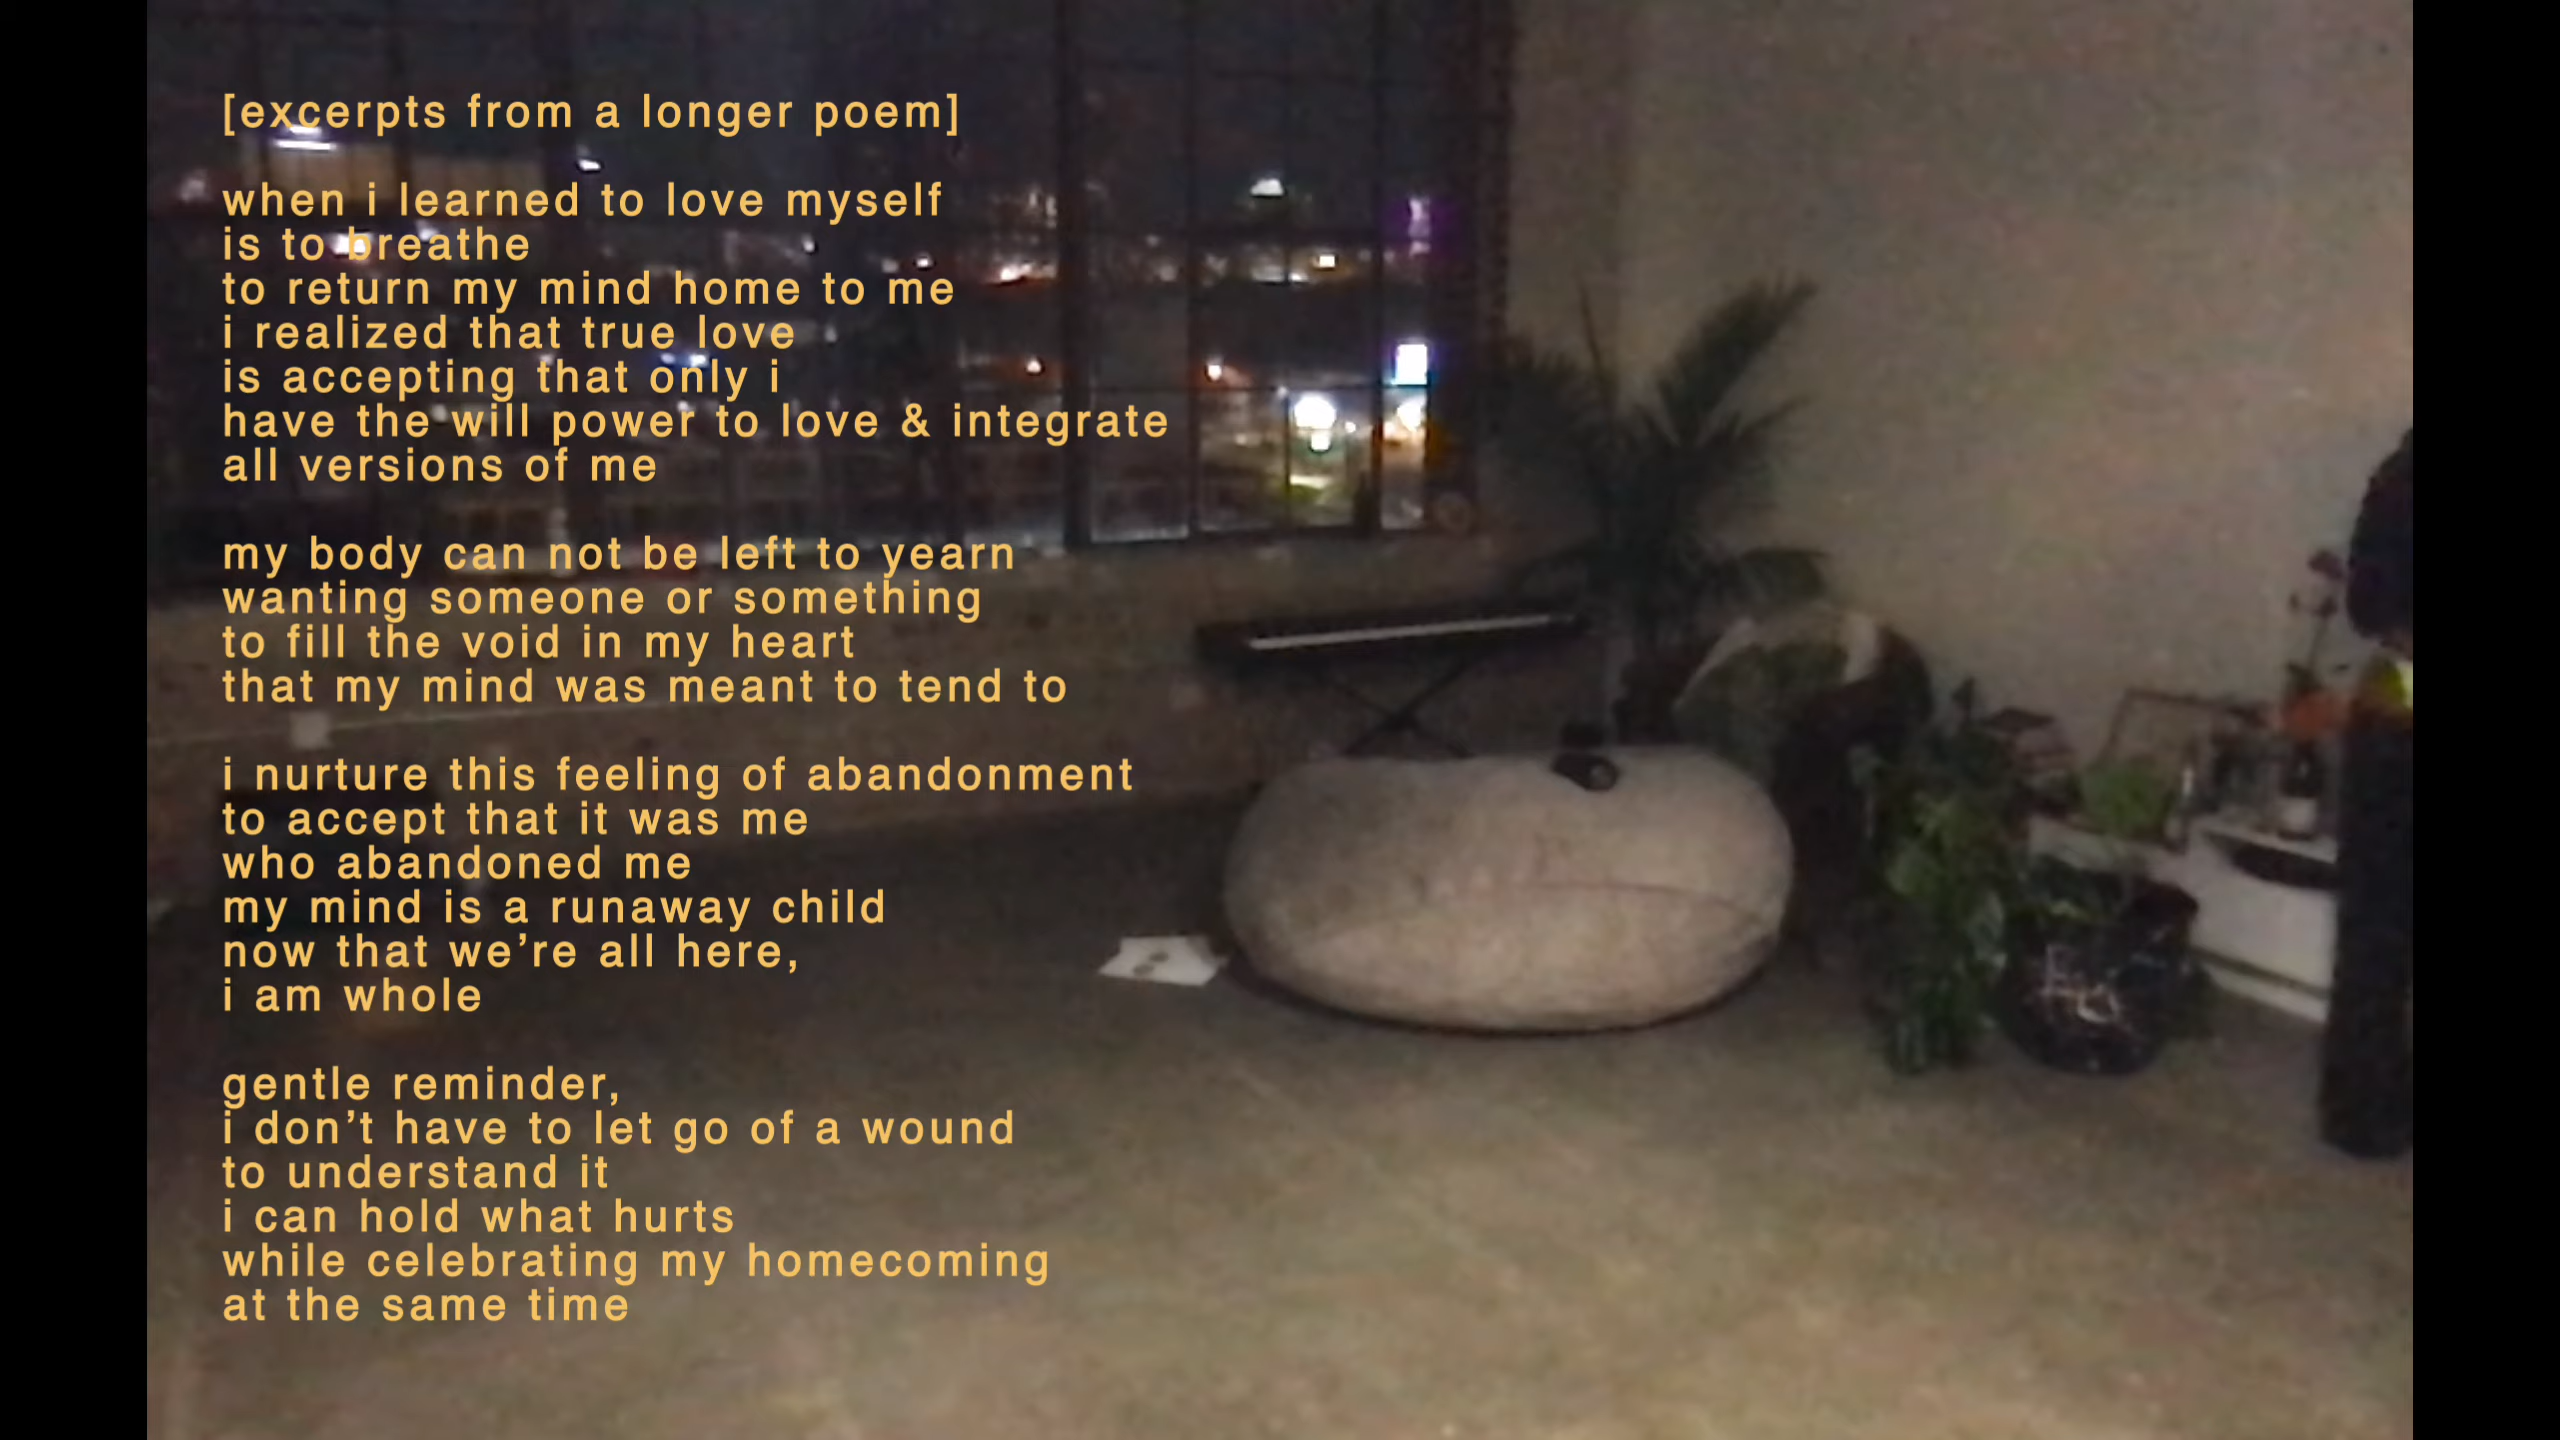 [excerpts from a longer poem]
when i learned to love myself
is to breathe
to return my mind home to me
i realized that true love
is accepting that only i
have the will power to love & integrate
all versions of me
my body can not be left to yearn
wanting someone or something
to fill the void in my heart
that my mind was meant to tend to
i nurture this feeling of abandonment
to accept that it was me
who abandoned me
my mind is a runaway child
now that we’re all here,
i am whole
gentle reminder,
i don’t have to let go of a wound
to understand it
i can hold what hurts
while celebrating my homecoming
at the same time